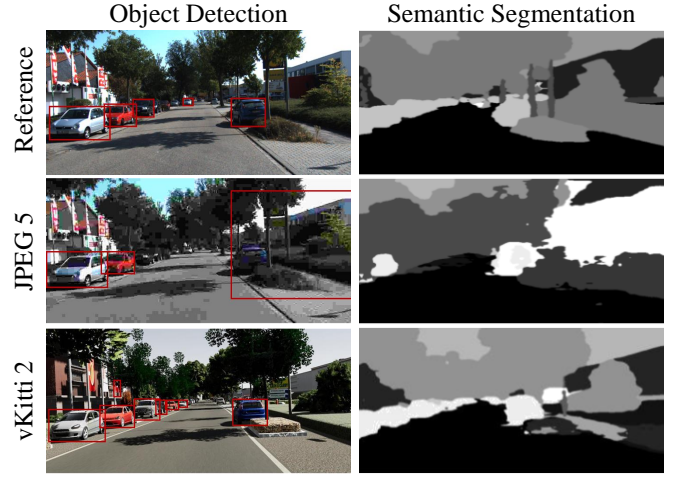 Object Detection
Semantic Segmentation
Reference
JPEG 5
vKitti 2